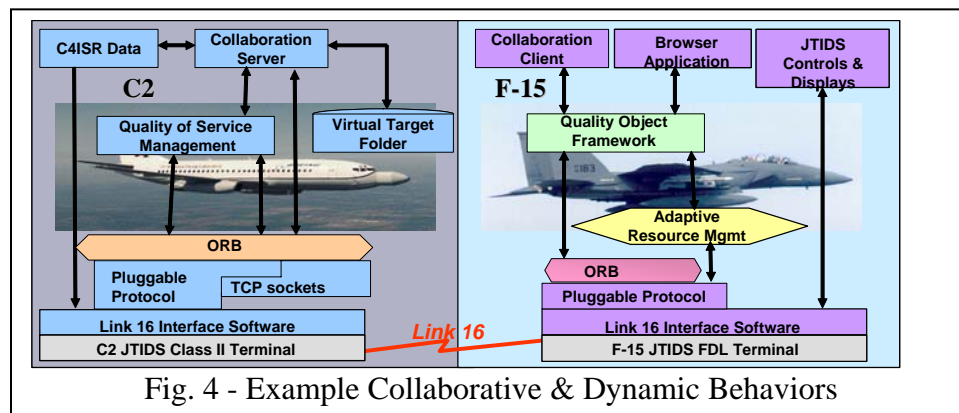 C4ISR Data
Collaboration
Server
C2
Quality of Service
Management
Virtual Target
Folder
ORB
Pluggable
Protocol
TCP sockets
Link 16 Interface Software
C2 JTIDS Class II Terminal
Link 16
Collaboration
Client
Browser
Application
JTIDS
Controls &
Displays
F-15
Quality Object
Framework
183
Adaptive
Resource Mgmt
ORB
Pluggable Protocol
Link 16 Interface Software
F-15 JTIDS FDL Terminal
Fig. 4 - Example Collaborative & Dynamic Behaviors